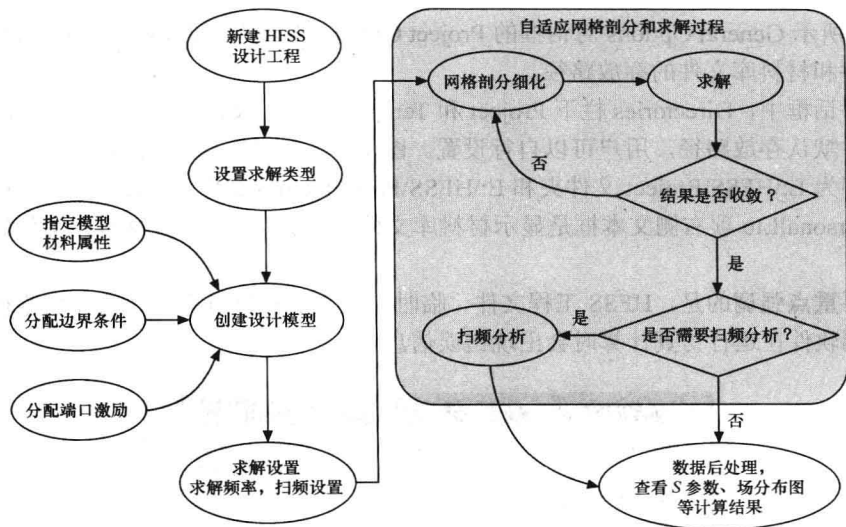 新建 HFSS
设计工程
设置求解类型
指定模型
材料属性
分配边界条件
创建设计模型
分配端口激励
求解设置
求解频率，扫频设置
自适应网格剖分和求解过程
网格剖分细化
求解
否
结果是否收敛？
是
是否需要扫频分析？
是
扫频分析
否
数据后处理，
查看 S 参数、场分布图
等计算结果